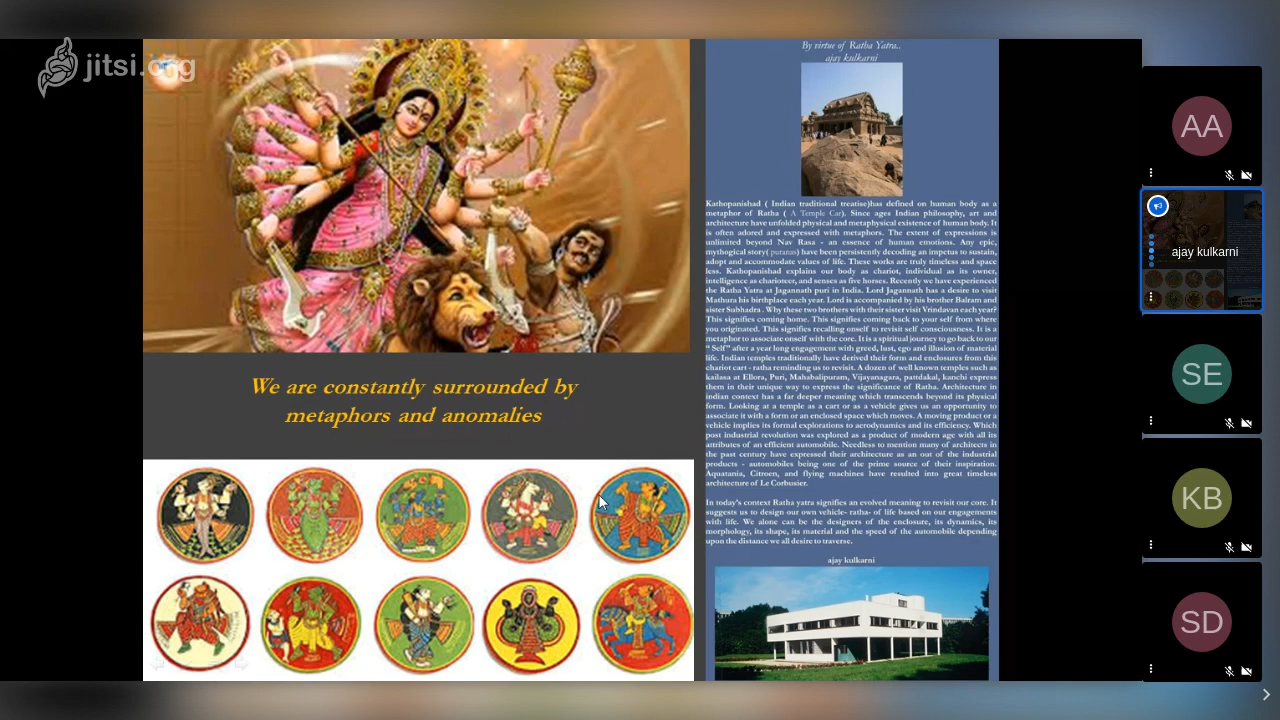 jitsi.org
We are constantly surrounded by
metaphors and anomalies
By virtue of Ratha Yatra..
ajay kulkarni
Kathopanishad ( Indian traditional treatise)has defined on human body as a
metaphor of Ratha ( A Temple Car). Since ages Indian philosophy, art and
architecture have unfolded physical and metaphysical existence of human body. It
is often adored and expressed with metaphors. The extent of expressions is
unlimited beyond Nav Rasa - an essence of human emotions. Any epic,
mythogical story( puranas) have been persistently decoding an impetus to sustain,
adopt and accommodate values of life. These works are truly timeless and space
less. Kathopanishad explains our body as chariot, individual as its owner,
intelligence as charioteer, and senses as five horses. Recently we have experienced
the Ratha Yatra at Jagannath puri in India. Lord Jagannath has a desire to visit
Mathura his birthplace each year. Lord is accompanied by his brother Balram and
sister Subhadra . Why these two brothers with their sister visit Vrindavan each year?
This signifies coming home. This signifies coming back to your self from where
you originated. This signifies recalling onself to revisit self consciousness. It is a
metaphor to associate onself with the core. It is a spiritual journey to go back to our
“ Self” after a year long engagement with greed, lust, ego and illusion of material
life. Indian temples traditionally have derived their form and enclosures from this
chariot cart - ratha reminding us to revisit. A dozen of well known temples such as
kailasa at Ellora, Puri, Mahabalipuram, Vijayanagara, pattdakal, kanchi express
them in their unique way to express the significance of Ratha. Architecture in
indian context has a far deeper meaning which transcends beyond its physical
form. Looking at a temple as a cart or as a vehicle gives us an opportunity to
associate it with a form or an enclosed space which moves. A moving product or a
vehicle implies its formal explorations to aerodynamics and its efficiency. Which
post industrial revolution was explored as a product of modern age with all its
attributes of an efficient automobile. Needless to mention many of architects in
the past century have expressed their architecture as an out of the industrial
products - automobiles being one of the prime source of their inspiration.
Aquatania, Citroen, and flying machines have resulted into great timeless
architecture of Le Corbusier.
In today's context Ratha yatra signifies an evolved meaning to revisit our core. It
suggests us to design our own vehicle- ratha- of life based on our engagements
with life. We alone can be the designers of the enclosure, its dynamics, its
morphology, its shape, its material and the speed of the automobile depending
upon the distance we all desire to traverse.
ajay kulkarni
AA
ajay kulkarni
SE
KB
SD